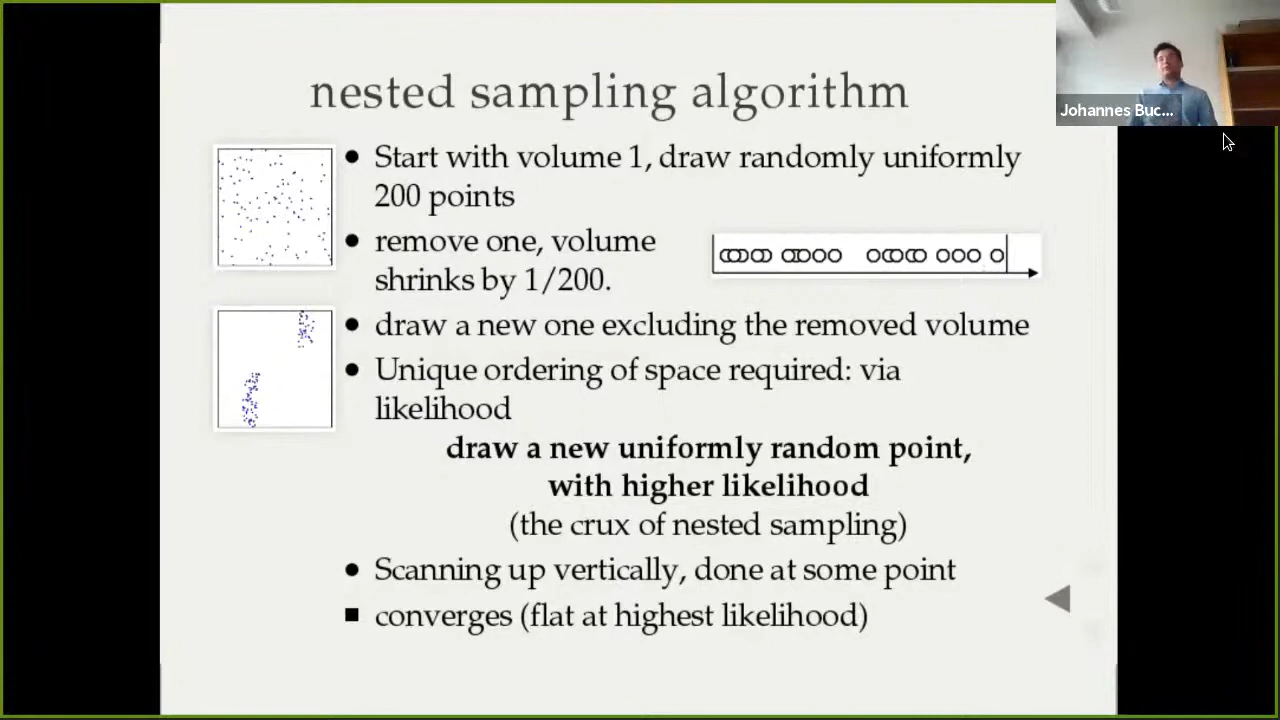 nested sampling algorithm
Johannes Buc...
• Start with volume 1, draw randomly uniformly
200 points
• remove one, volume
shrinks by 1/200.
• draw a new one excluding the removed volume
• Unique ordering of space required: via
likelihood
draw a new uniformly random point,
with higher likelihood
(the crux of nested sampling)
• Scanning up vertically, done at some point
▪ converges (flat at highest likelihood)